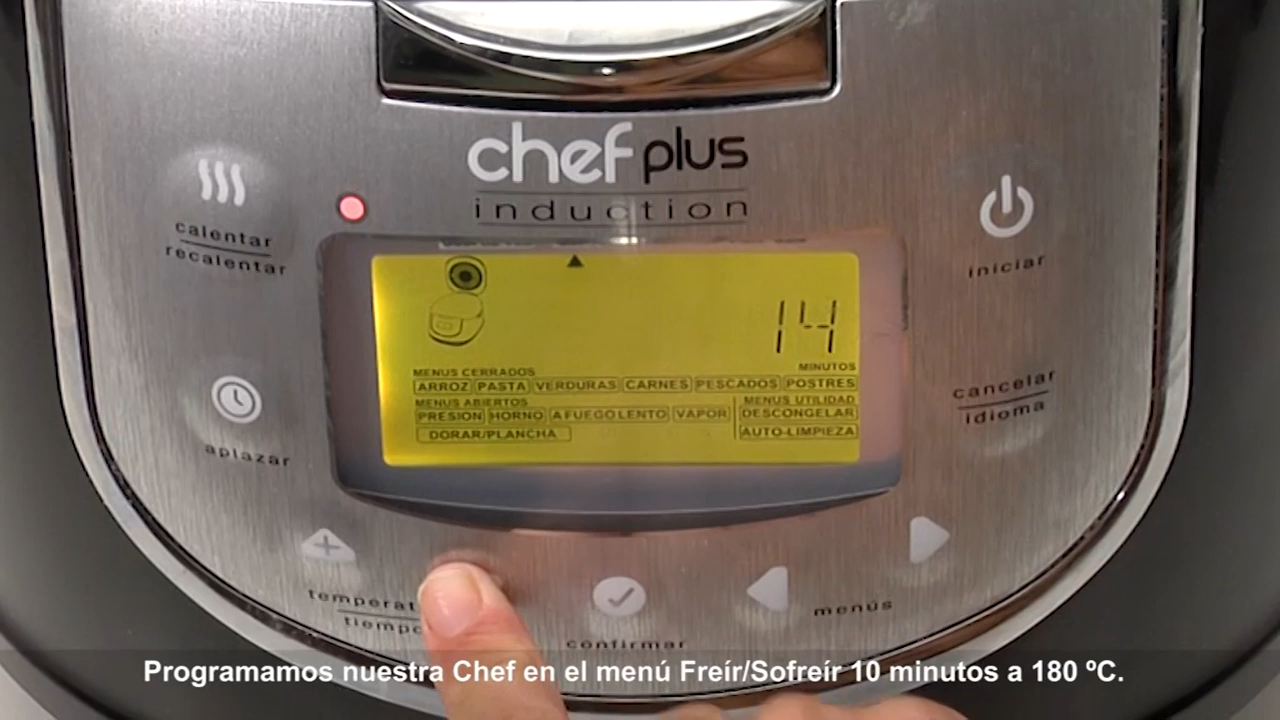 chef plus
induction
calentar
recalentar
iniciar
14
MENUS CERRADOS
MINUTOS
ARROZ PASTA VERDURAS CARNES PESCADOS POSTRES
MENUS ABIERTOS
MENUS UTILIDAD
PRESION HORNO A FUEGO LENTO VAPOR DESCONGELAR
DORAR/PLANCHA AUTO-LIMPIEZA
cancelar
idioma
aplazar
menús
confirmar
Programamos nuestra Chef en el menú Freír/Sofreír 10 minutos a 180 ºC.